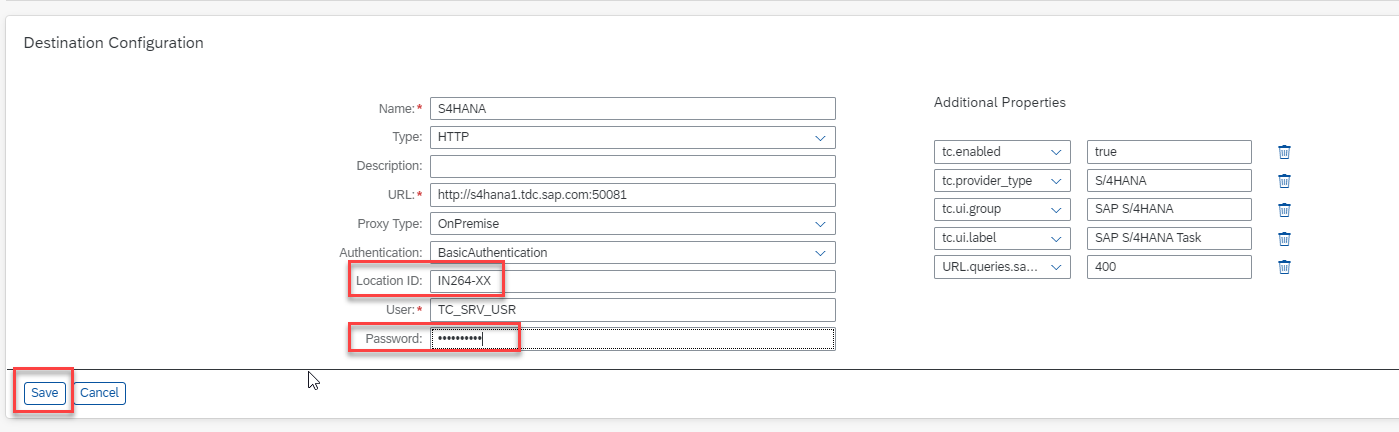 Destination Configuration
Name:* S4HANA
Type: HTTP
Description:
URL:* http://s4hana1.tdc.sap.com:50081
Proxy Type: OnPremise
Authentication: BasicAuthentication
Location ID: IN264-XX
User:* TC_SRV_USR
Password: ••••••••••
Additional Properties
tc.enabled true
tc.provider_type S/4HANA
tc.ui.group SAP S/4HANA
tc.ui.label SAP S/4HANA Task
URL.queries.sa... 400
Save Cancel